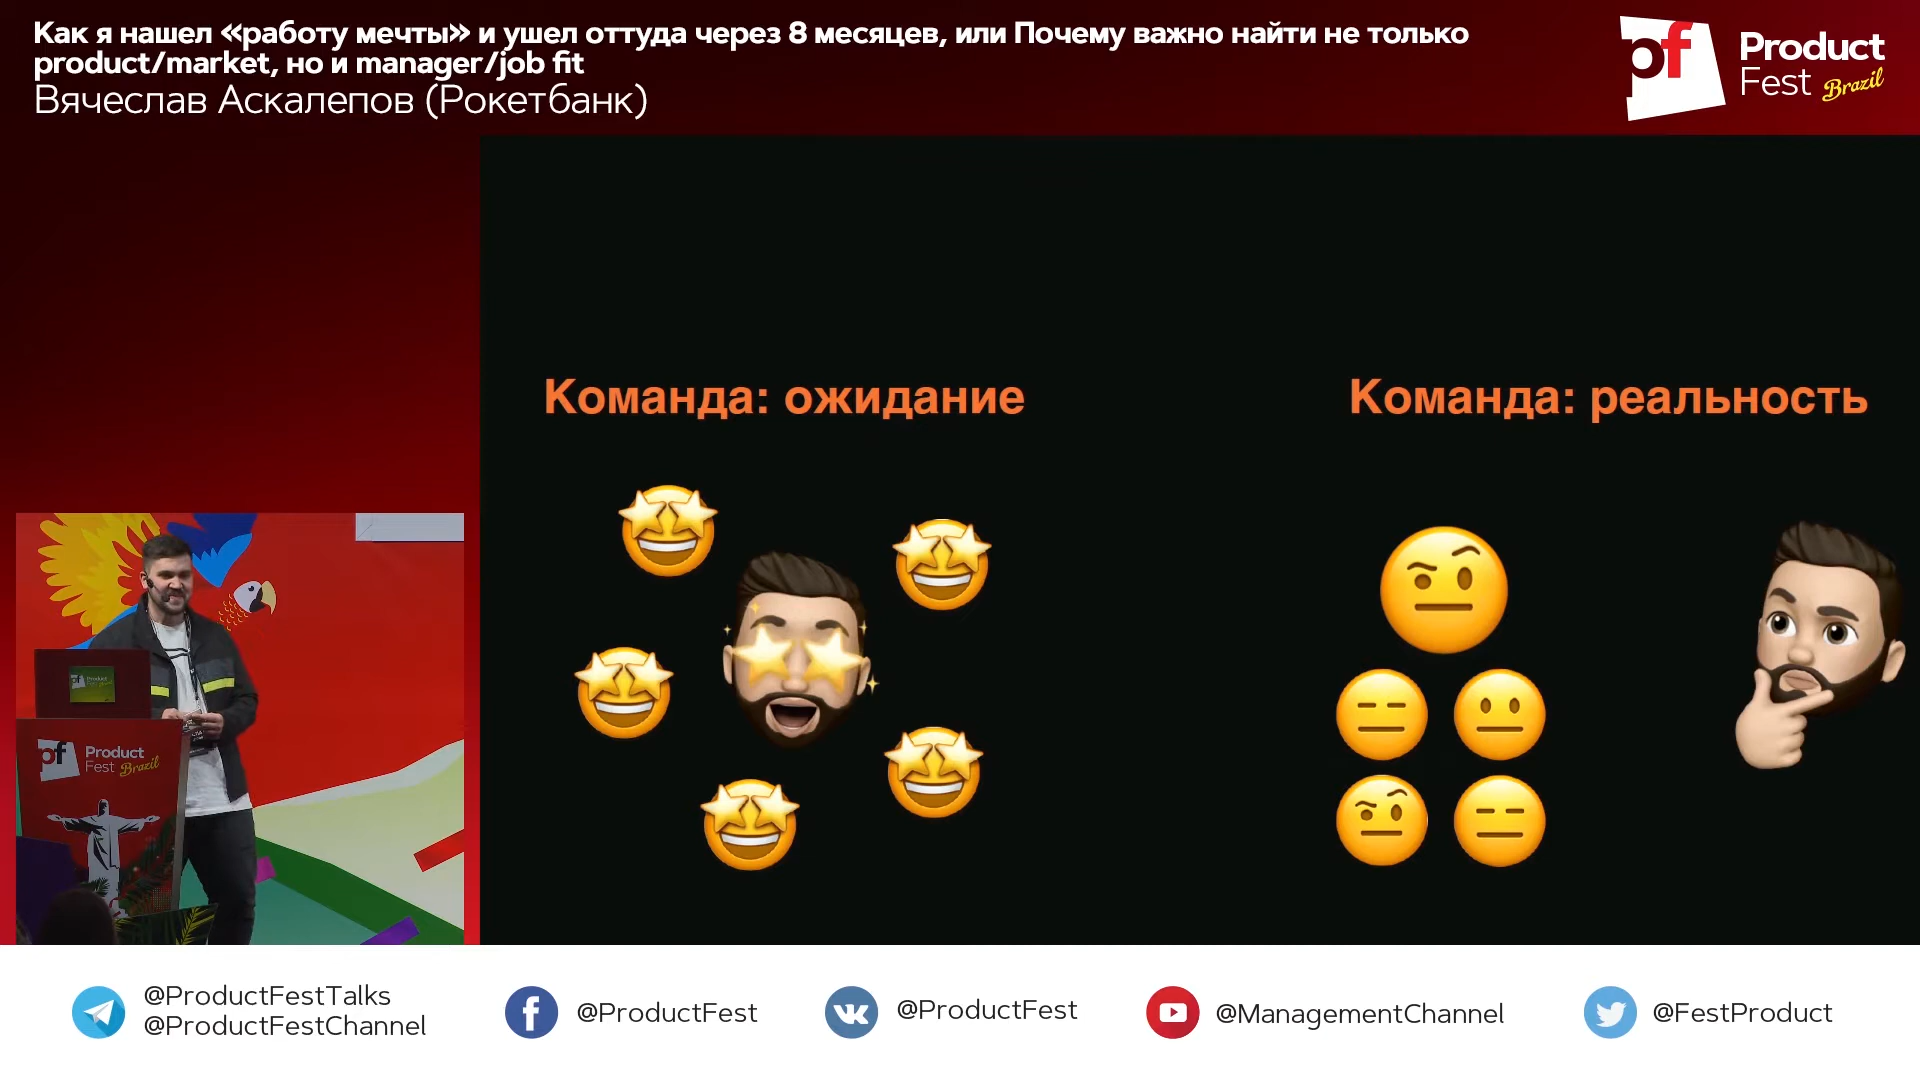 Как я нашел «работу мечты» и ушел оттуда через 8 месяцев, или Почему важно найти не только
product/market, но и manager/job fit
Вячеслав Аскалепов (Рокетбанк)
pf
Product
Fest Brazil
Команда: ожидание
Команда: реальность
pf
Product
Fest Brazil
@ProductFestTalks
@ProductFestChannel
@ProductFest
@ProductFest
@ManagementChannel
@FestProduct